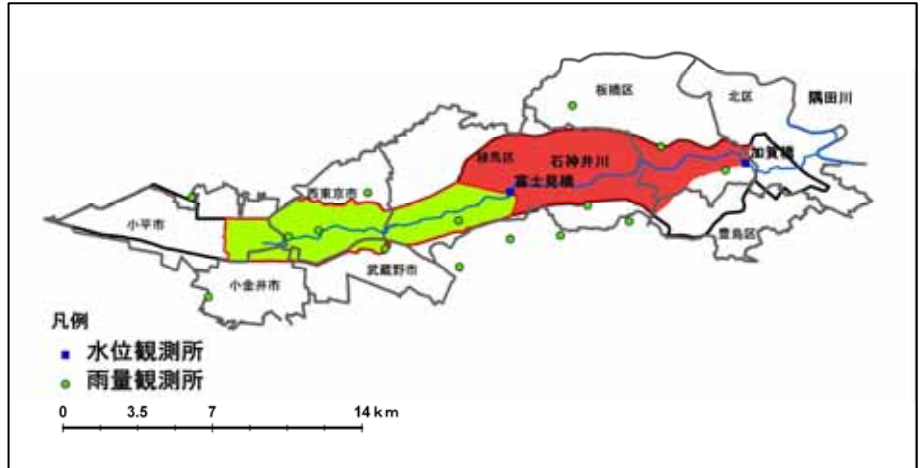 板橋区
北区
隅田川
練馬区
石神井川
加賀橋
富士見橋
西東京市
小平市
豊島区
武蔵野市
小金井市
凡例
水位観測所
雨量観測所
0 3.5 7 14 km